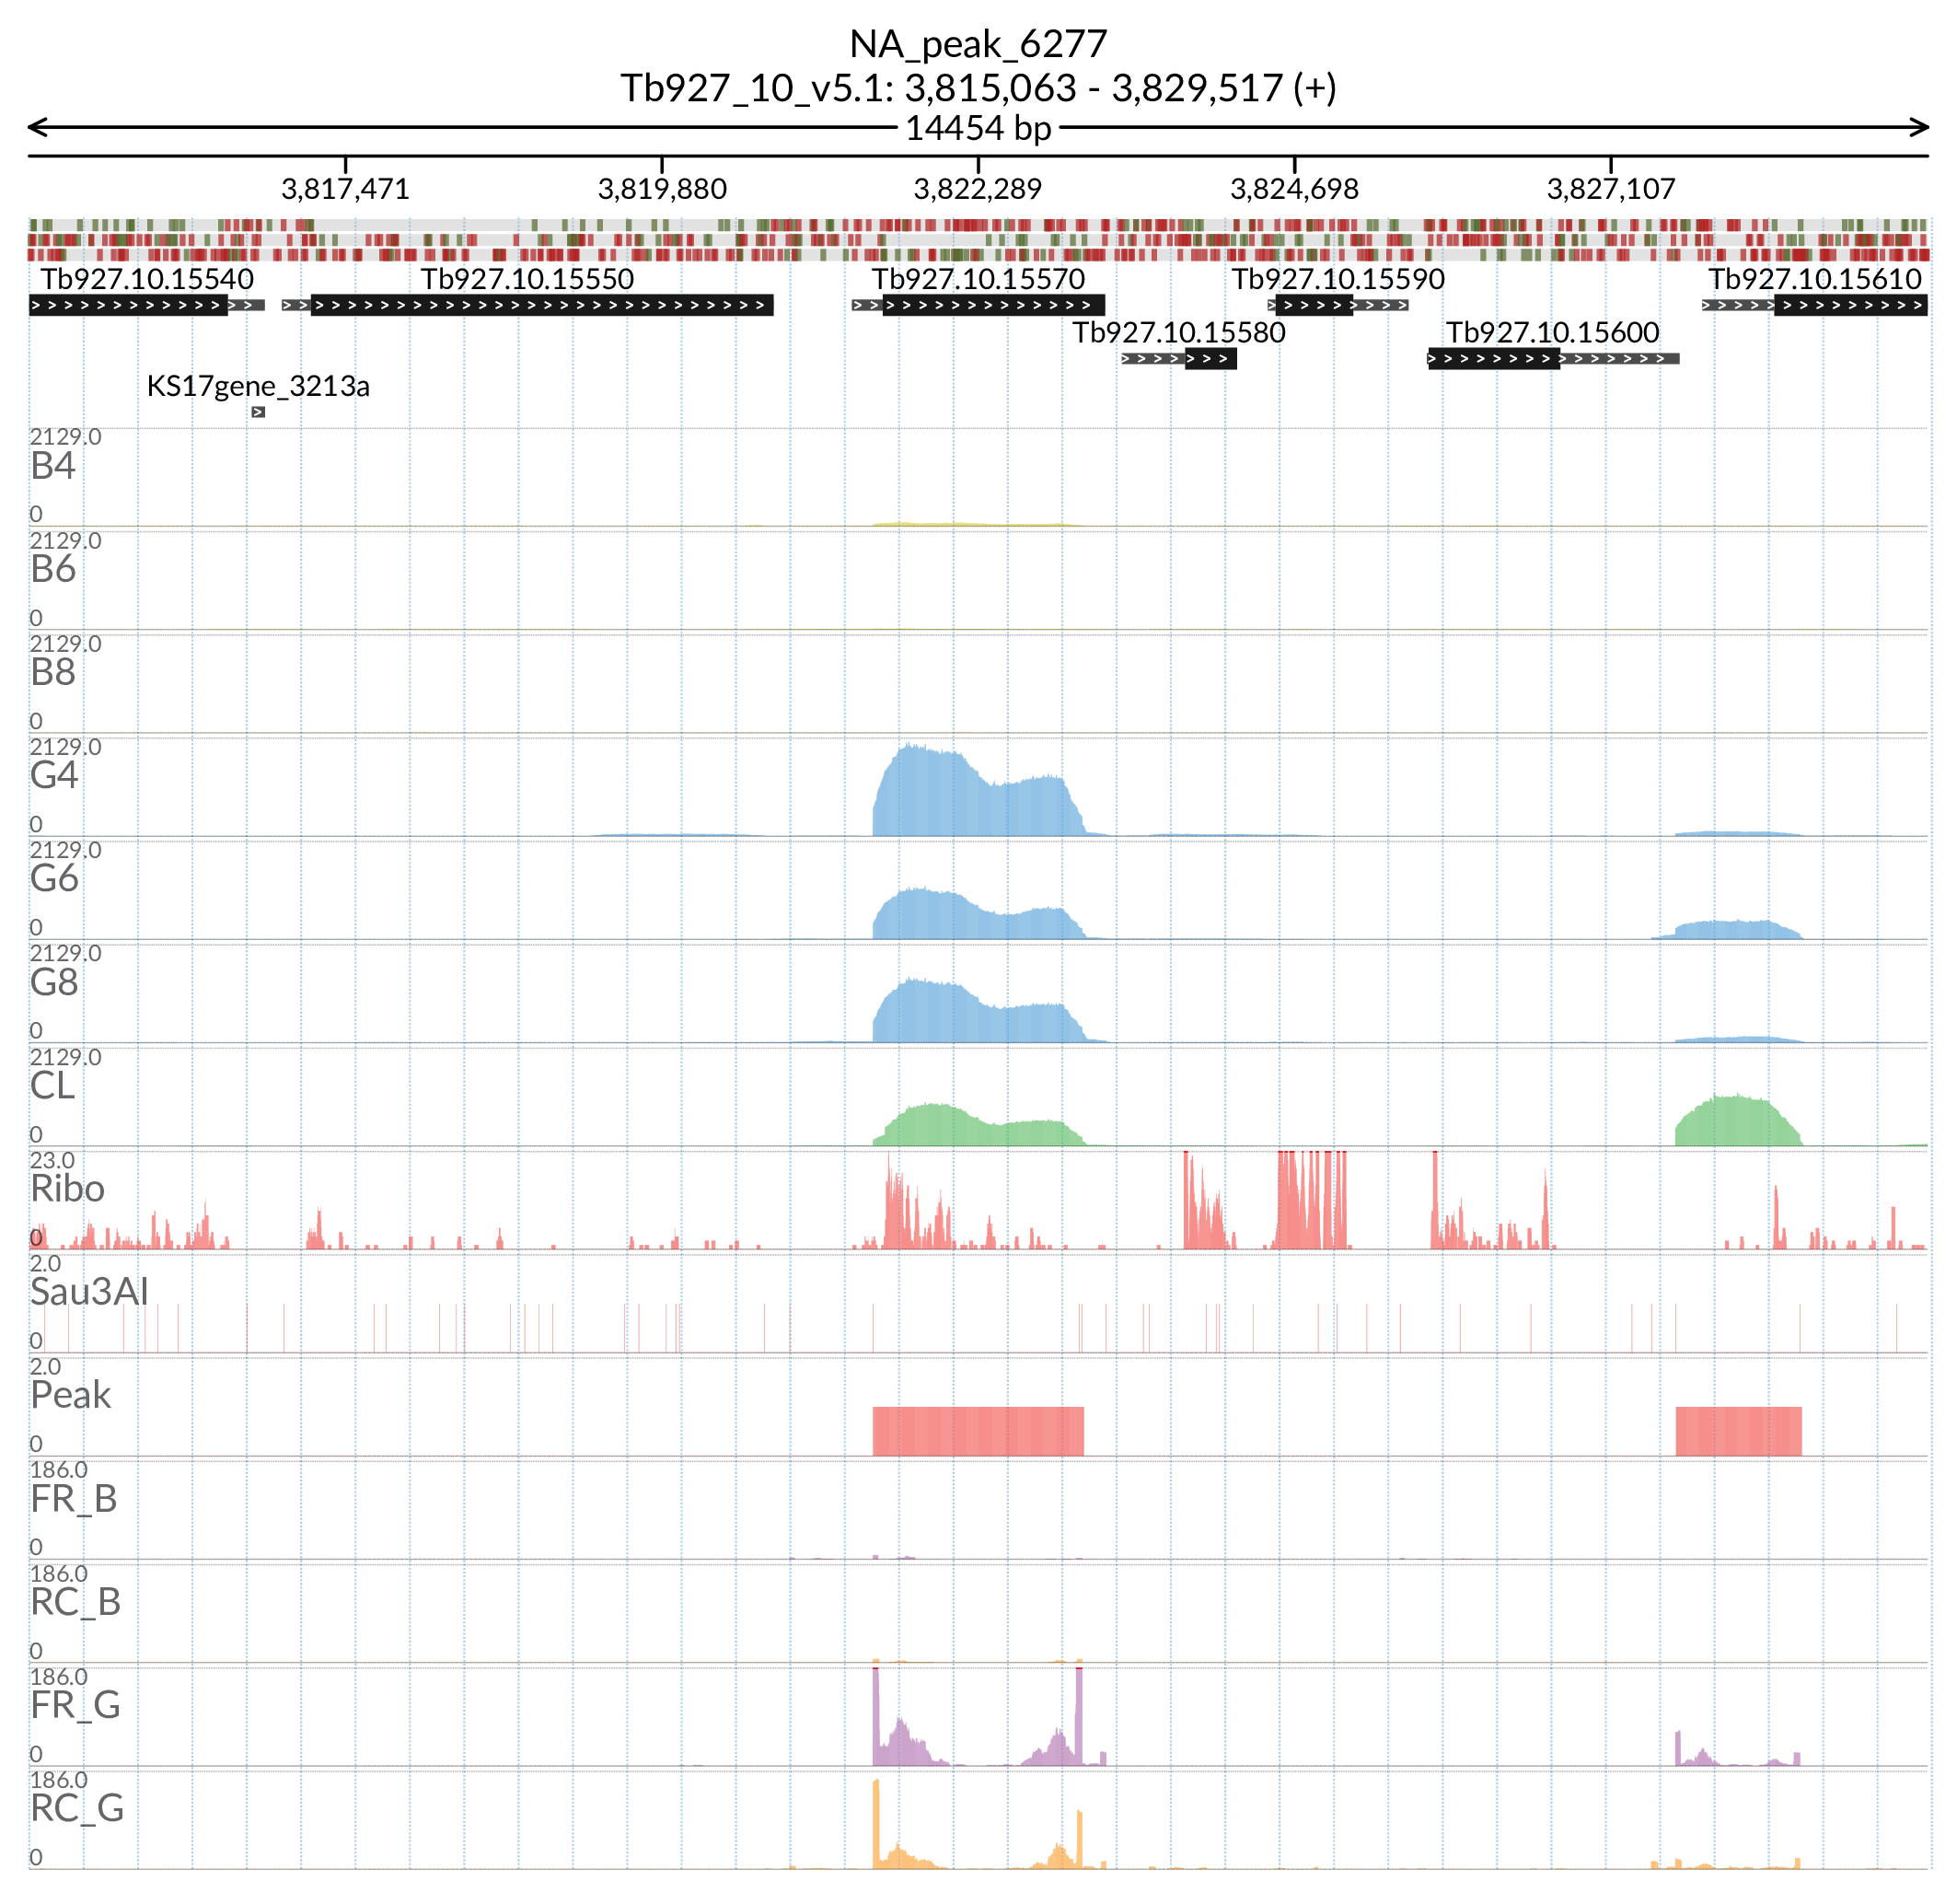 NA_peak_6277
Tb927_10_v5.1: 3,815,063 - 3,829,517 (+)
14454 bp
3,817,471 3,819,880 3,822,289 3,824,698 3,827,107
Tb927.10.15540 Tb927.10.15550 Tb927.10.15570 Tb927.10.15590 Tb927.10.15610
Tb927.10.15580 Tb927.10.15600
KS17gene_3213a
2129.0
B4
0
2129.0
B6
0
2129.0
B8
0
2129.0
G4
0
2129.0
G6
0
2129.0
G8
0
2129.0
CL
0
23.0
Ribo
0
2.0
Sau3AI
0
2.0
Peak
0
186.0
FR_B
0
186.0
RC_B
0
186.0
FR_G
0
186.0
RC_G
0